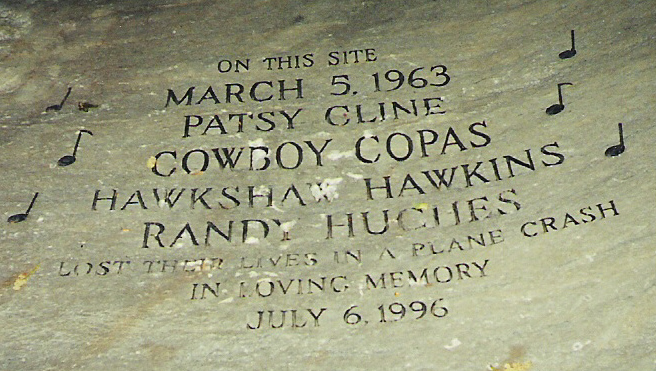 ON THIS SITE
MARCH 5, 1963
PATSY CLINE
COWBOY COPAS
HAWKSHAW HAWKINS
RANDY HUGHES
LOST THEIR LIVES IN A PLANE CRASH
IN LOVING MEMORY
JULY 6, 1996